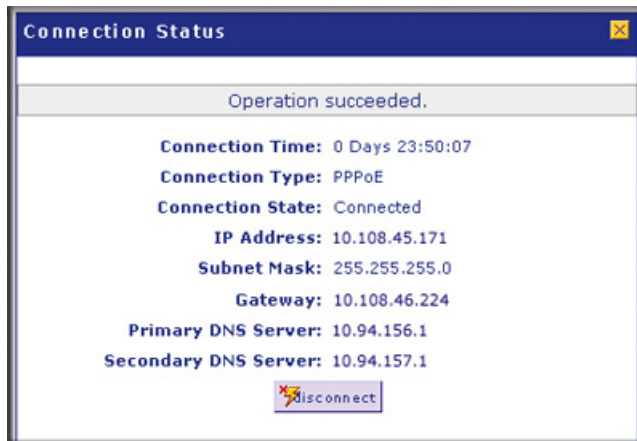 Connection Status
Operation succeeded.
Connection Time: 0 Days 23:50:07
Connection Type: PPPoE
Connection State: Connected
IP Address: 10.108.45.171
Subnet Mask: 255.255.255.0
Gateway: 10.108.46.224
Primary DNS Server: 10.94.156.1
Secondary DNS Server: 10.94.157.1
disconnect